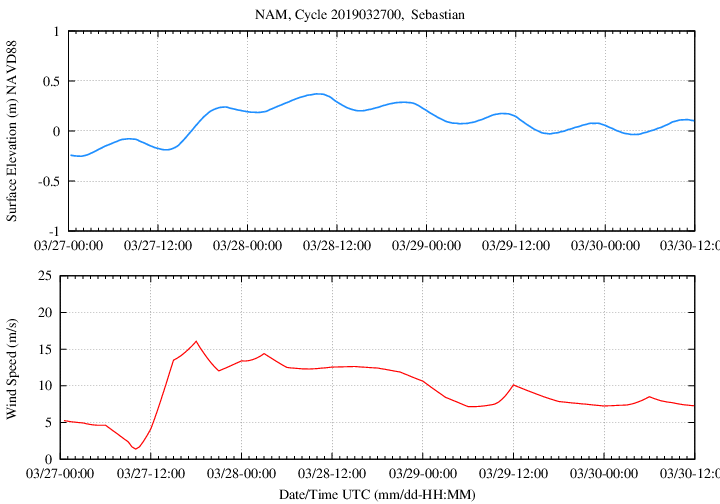 NAM, Cycle 2019032700,  Sebastian
Surface Elevation (m) NAVD88
1
0.5
0
-0.5
-1
03/27-00:00 03/27-12:00 03/28-00:00 03/28-12:00 03/29-00:00 03/29-12:00 03/30-00:00 03/30-12:0
Wind Speed (m/s)
25
20
15
10
5
0
03/27-00:00 03/27-12:00 03/28-00:00 03/28-12:00 03/29-00:00 03/29-12:00 03/30-00:00 03/30-12:0
Date/Time UTC (mm/dd-HH:MM)